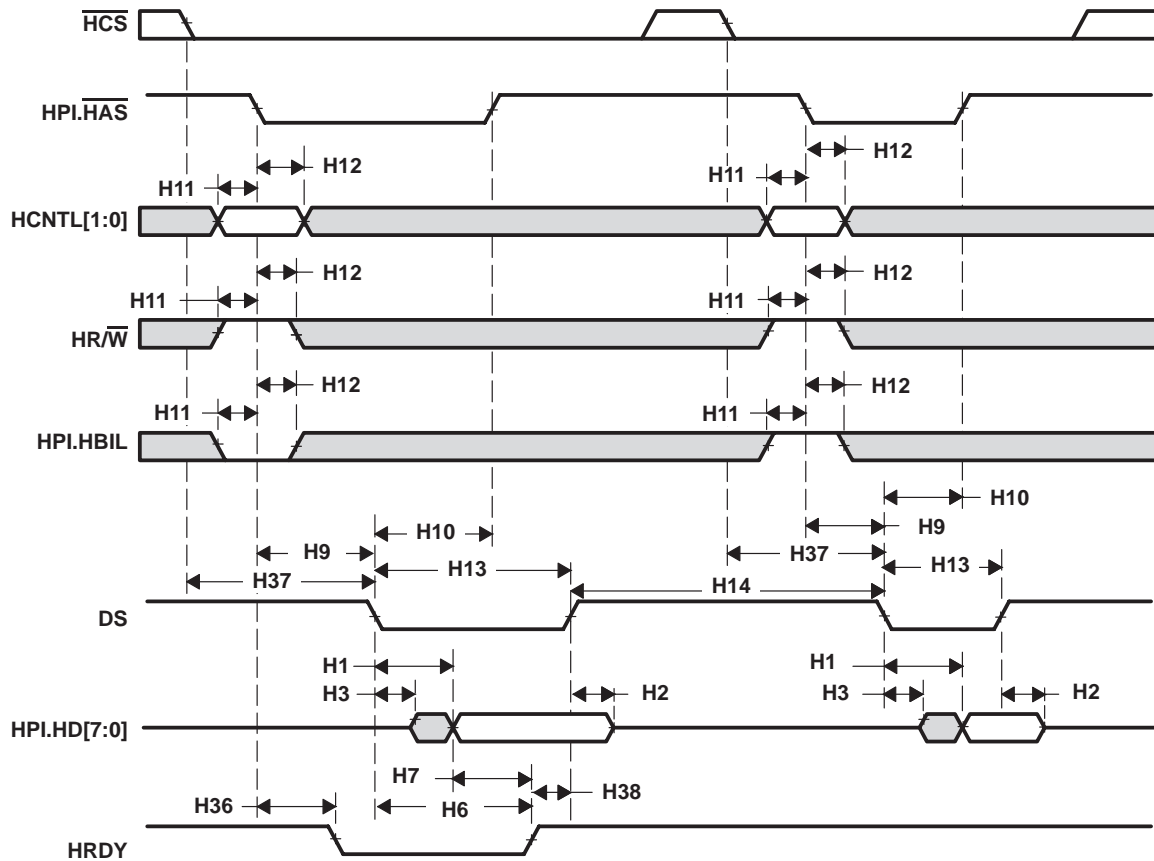 HCS
HPI.HAS
H12 H12
H11 H11
HCNTL[1:0]
H12 H12
H11 H11
HR/W
H12 H12
H11 H11
HPI.HBIL
H10
H10 H9
H9 H37
H13 H13
H37 H14
DS
H1 H1
H3 H2 H3 H2
HPI.HD[7:0]
H7 H38
H36 H6
HRDY